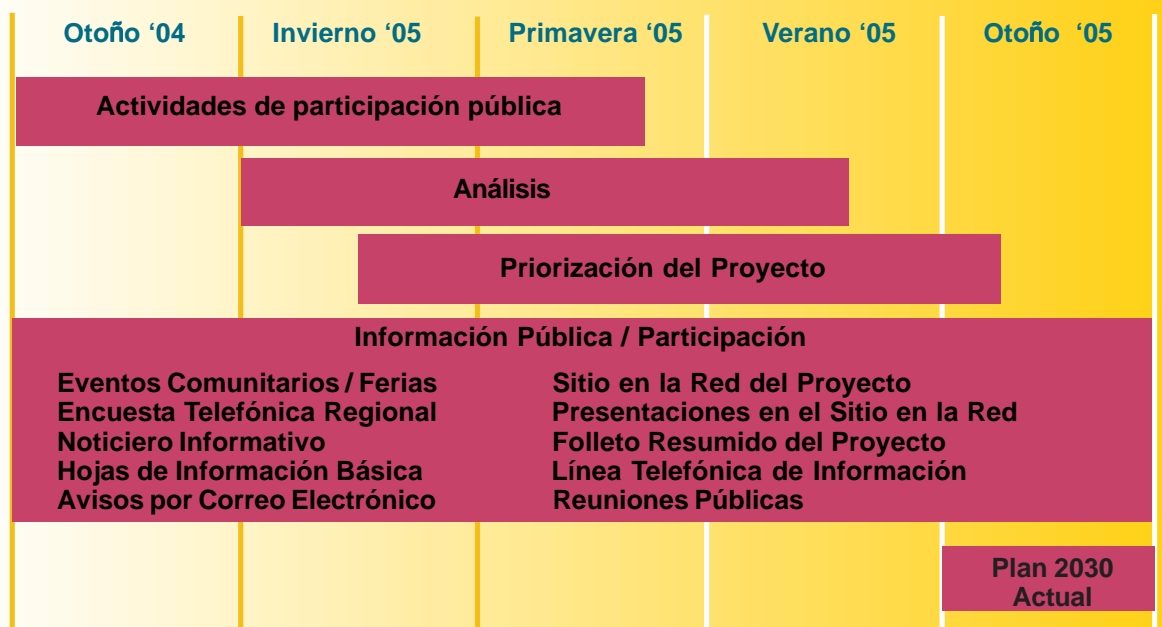 Otoño ‘04
Invierno ‘05
Primavera ‘05
Verano ‘05
Otoño ‘05
Actividades de participación pública
Análisis
Priorización del Proyecto
Información Pública / Participación
Eventos Comunitarios / Ferias
Encuesta Telefónica Regional
Noticiero Informativo
Hojas de Información Básica
Avisos por Correo Electrónico
Sitio en la Red del Proyecto
Presentaciones en el Sitio en la Red
Folleto Resumido del Proyecto
Línea Telefónica de Información
Reuniones Públicas
Plan 2030
Actual